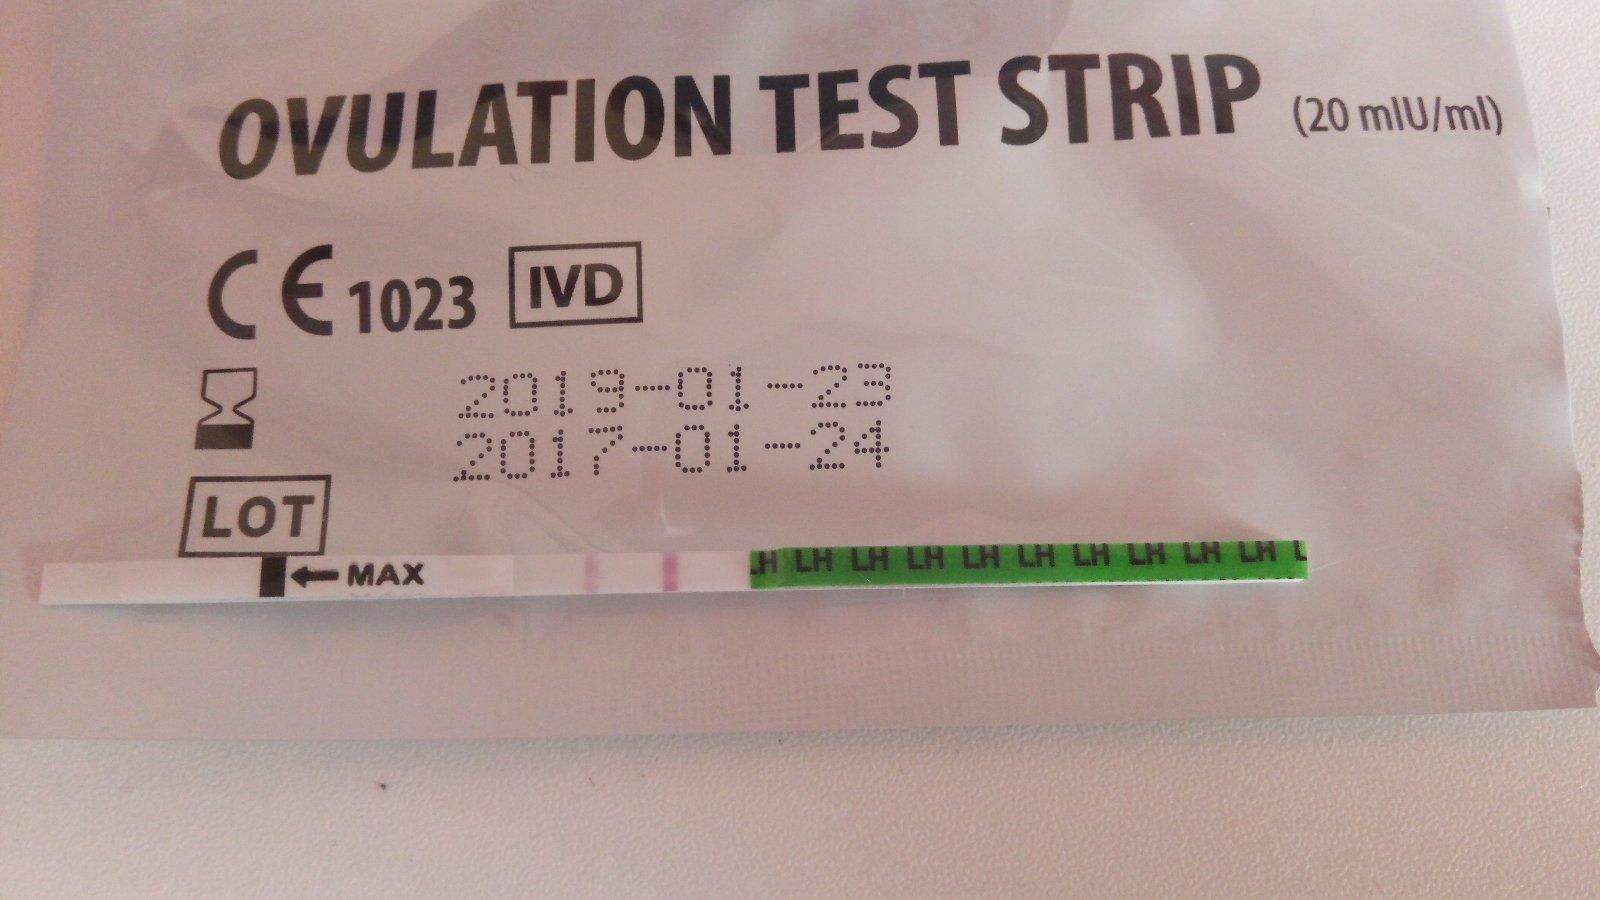 OVULATION TEST STRIP (20 mIU/ml)
CE 1023 IVD
2019-01-23
2017-01-24
LOT
MAX
LH LH LH LH LH LH LH LH LH LH L